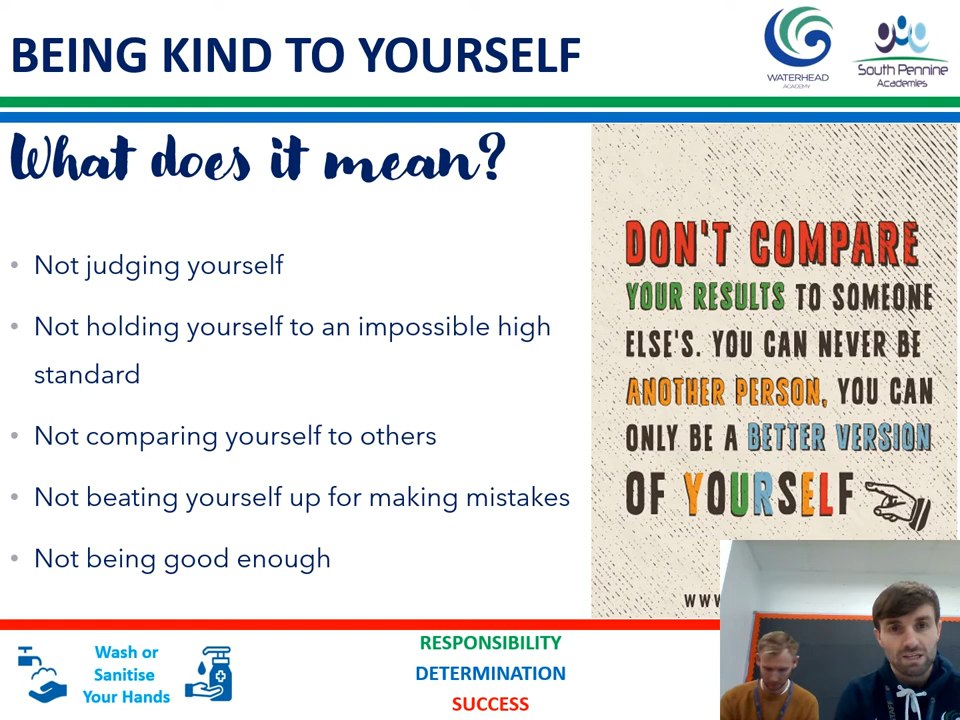 BEING KIND TO YOURSELF
WATERHEAD
ACADEMY
South Pennine
Academies
What does it mean?
• Not judging yourself
• Not holding yourself to an impossible high
standard
• Not comparing yourself to others
• Not beating yourself up for making mistakes
• Not being good enough
DON'T COMPARE
YOUR RESULTS TO SOMEONE
ELSE'S. YOU CAN NEVER BE
ANOTHER PERSON, YOU CAN
ONLY BE A BETTER VERSION
OF YOURSELF
WWW
Wash or
Sanitise
Your Hands
RESPONSIBILITY
DETERMINATION
SUCCESS